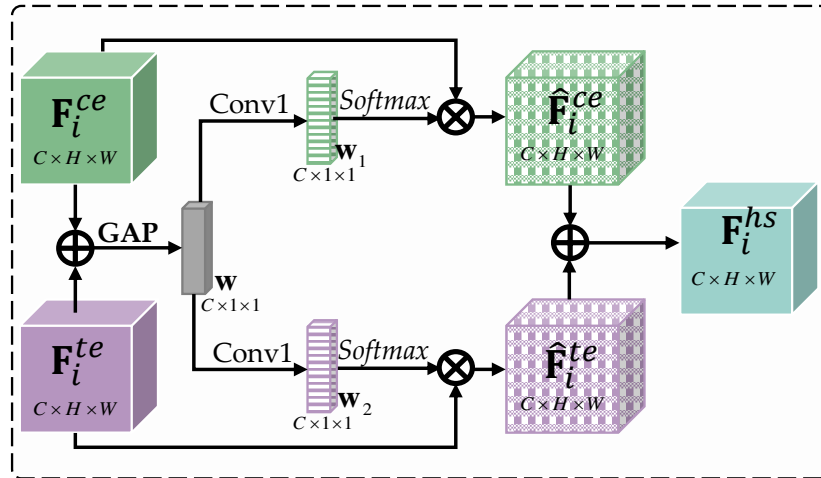 F_i^{ce}
C×H×W
Conv1
Softmax
w_1
C×1×1
F̂_i^{ce}
C×H×W
GAP
w
C×1×1
F_i^{hs}
C×H×W
F_i^{te}
C×H×W
Conv1
Softmax
w_2
C×1×1
F̂_i^{te}
C×H×W